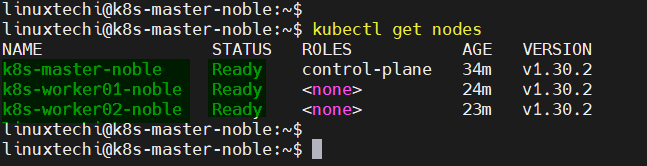 linuxtechi@k8s-master-noble:~$
linuxtechi@k8s-master-noble:~$ kubectl get nodes
NAME STATUS ROLES AGE VERSION
k8s-master-noble Ready control-plane 34m v1.30.2
k8s-worker01-noble Ready <none> 24m v1.30.2
k8s-worker02-noble Ready <none> 23m v1.30.2
linuxtechi@k8s-master-noble:~$
linuxtechi@k8s-master-noble:~$